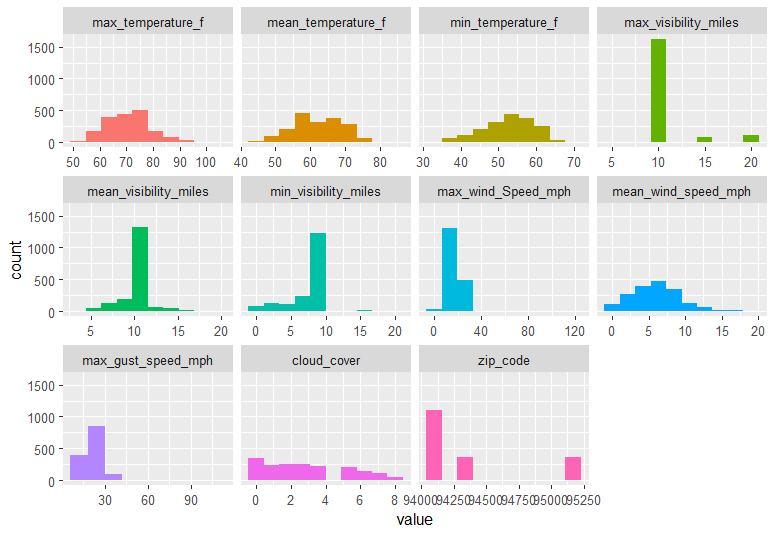 max_temperature_f mean_temperature_f min_temperature_f max_visibility_miles
1500
1000
500
0
50 60 70 80 90 100
40 60 70 80
30 40 50 60 70
5 10 15 20
mean_visibility_miles min_visibility_miles max_wind_Speed_mph mean_wind_speed_mph
1500
1000
500
0
5 10 15 20
0 5 10 15 20
0 40 80 120
0 5 10 15 20
count
max_gust_speed_mph cloud_cover zip_code
1500
1000
500
0
30 60 90
0 2 4 6 8
94000 94250 94500 94750 95000 95250
value